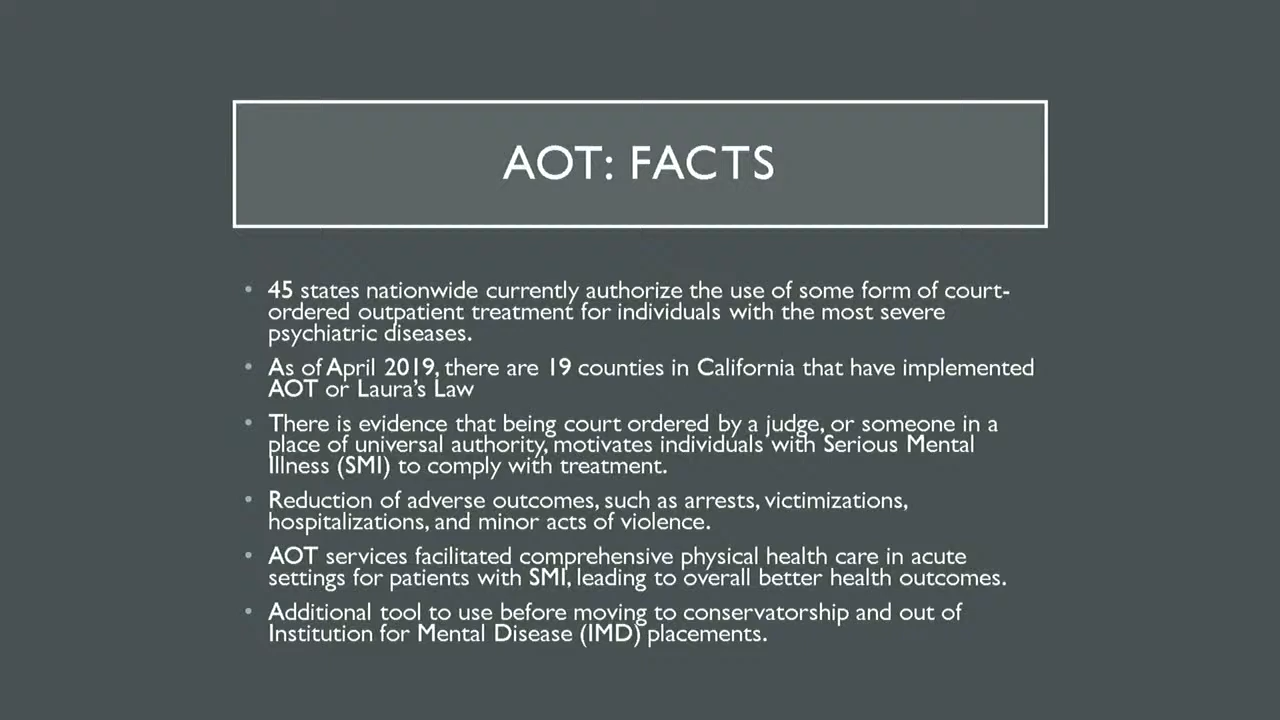 AOT: FACTS
• 45 states nationwide currently authorize the use of some form of court-
ordered outpatient treatment for individuals with the most severe
psychiatric diseases.
• As of April 2019, there are 19 counties in California that have implemented
AOT or Laura's Law
• There is evidence that being court ordered by a judge, or someone in a
place of universal authority, motivates individuals with Serious Mental
Illness (SMI) to comply with treatment.
• Reduction of adverse outcomes, such as arrests, victimizations,
hospitalizations, and minor acts of violence.
• AOT services facilitated comprehensive physical health care in acute
settings for patients with SMI, leading to overall better health outcomes.
• Additional tool to use before moving to conservatorship and out of
Institution for Mental Disease (IMD) placements.